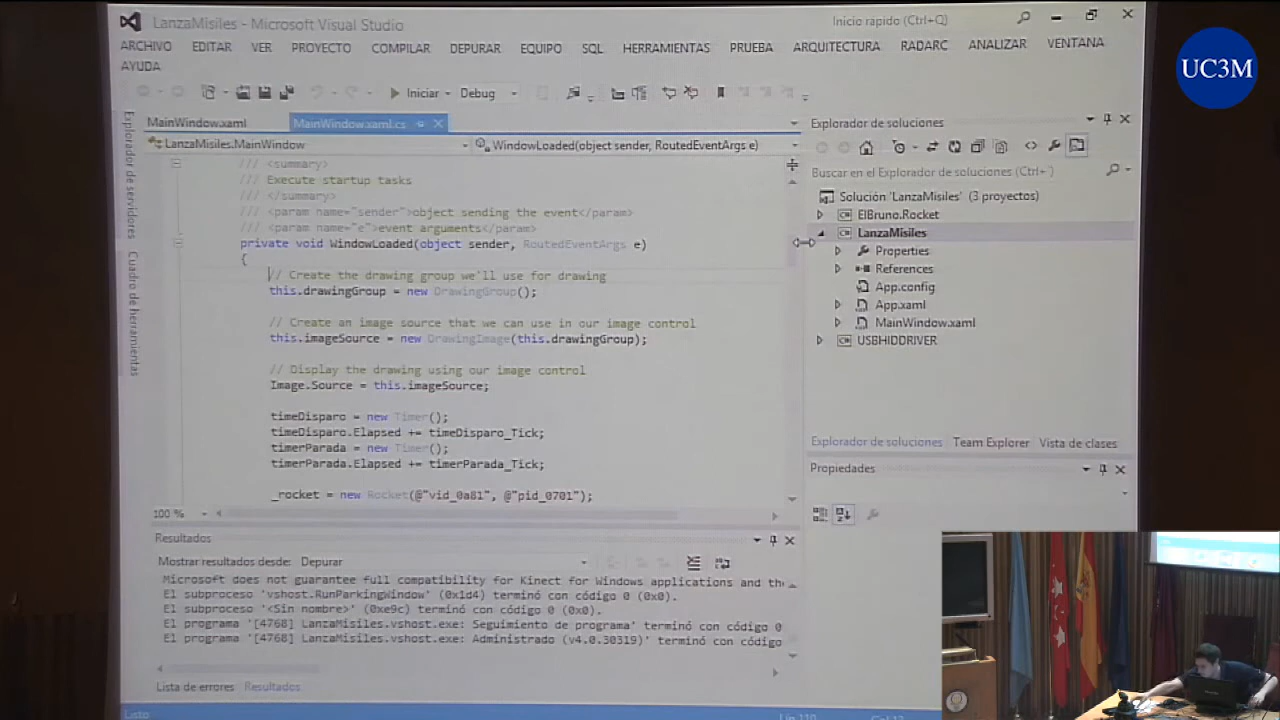 LanzaMisiles - Microsoft Visual Studio
Inicio rápido (Ctrl+Q)
UC3M
ARCHIVO EDITAR VER PROYECTO COMPILAR DEPURAR EQUIPO SQL HERRAMIENTAS PRUEBA ARQUITECTURA RADARC ANALIZAR VENTANA
AYUDA
Iniciar Debug
Explorador de servidores
Cuadro de herramientas
MainWindow.xaml MainWindow.xaml.cs
LanzaMisiles.MainWindow WindowLoaded(object sender, RoutedEventArgs e)
/// <summary>
/// Execute startup tasks
/// </summary>
/// <param name="sender">object sending the event</param>
/// <param name="e">event arguments</param>
private void WindowLoaded(object sender, RoutedEventArgs e)
{
// Create the drawing group we'll use for drawing
this.drawingGroup = new DrawingGroup();
// Create an image source that we can use in our image control
this.imageSource = new DrawingImage(this.drawingGroup);
// Display the drawing using our image control
Image.Source = this.imageSource;
timeDisparo = new Timer();
timeDisparo.Elapsed += timeDisparo_Tick;
timerParada = new Timer();
timerParada.Elapsed += timerParada_Tick;
_rocket = new Rocket(@"vid_0a81", @"pid_0701");
100 %
Explorador de soluciones
Buscar en el Explorador de soluciones (Ctrl+´)
Solución 'LanzaMisiles' (3 proyectos)
ElBruno.Rocket
LanzaMisiles
Properties
References
App.config
App.xaml
MainWindow.xaml
USBHIDDRIVER
Explorador de soluciones Team Explorer Vista de clases
Propiedades
Resultados
Mostrar resultados desde: Depurar
Microsoft does not guarantee full compatibility for Kinect for Windows applications and the
El subproceso 'vshost.RunParkingWindow' (0x1d4) terminó con código 0 (0x0).
El subproceso '<Sin nombre>' (0xe9c) terminó con código 0 (0x0).
El programa '[4768] LanzaMisiles.vshost.exe: Seguimiento de programa' terminó con código 0
El programa '[4768] LanzaMisiles.vshost.exe: Administrado (v4.0.30319)' terminó con código
Lista de errores Resultados
Listo